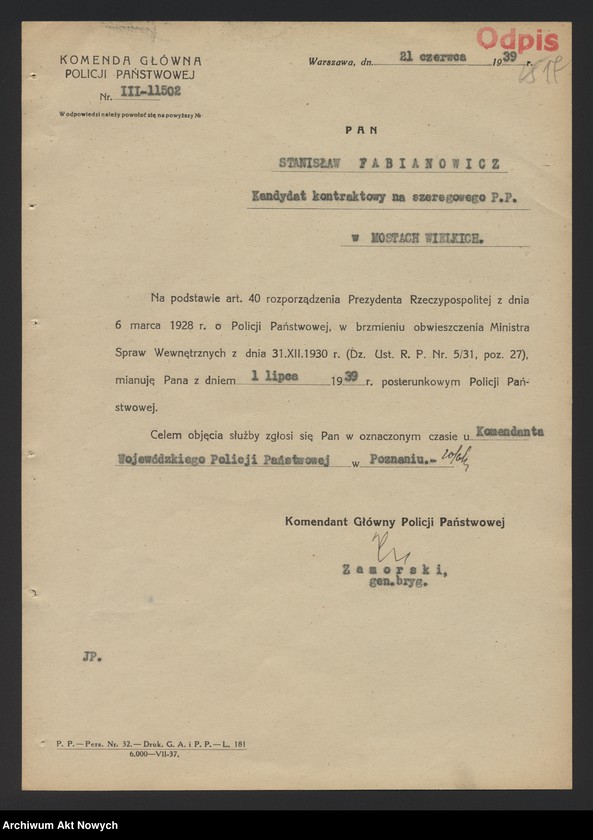 Odpis
KOMENDA GŁÓWNA
POLICJI PAŃSTWOWEJ
Nr. III-11502
W odpowiedzi należy powołać się na powyższy №
Warszawa, dn. 21 czerwca 1939 r.
PAN
STANISŁAW FABIANOWICZ
Kandydat kontraktowy na szeregowego P.P.
w MOSTACH WIELKICH.
Na podstawie art. 40 rozporządzenia Prezydenta Rzeczypospolitej z dnia
6 marca 1928 r. o Policji Państwowej, w brzmieniu obwieszczenia Ministra
Spraw Wewnętrznych z dnia 31.XII.1930 r. (Dz. Ust. R. P. Nr. 5/31, poz. 27),
mianuję Pana z dniem 1 lipca 1939 r. posterunkowym Policji Pań-
stwowej.
Celem objęcia służby zgłosi się Pan w oznaczonym czasie u Komendanta
Wojewódzkiego Policji Państwowej w Poznaniu.-
Komendant Główny Policji Państwowej
Zamorski,
gen.bryg.
JP.
P. P.—Pers. Nr. 32.—Druk. G. A. i P. P.—L. 181
6.000—VII-37.
Archiwum Akt Nowych